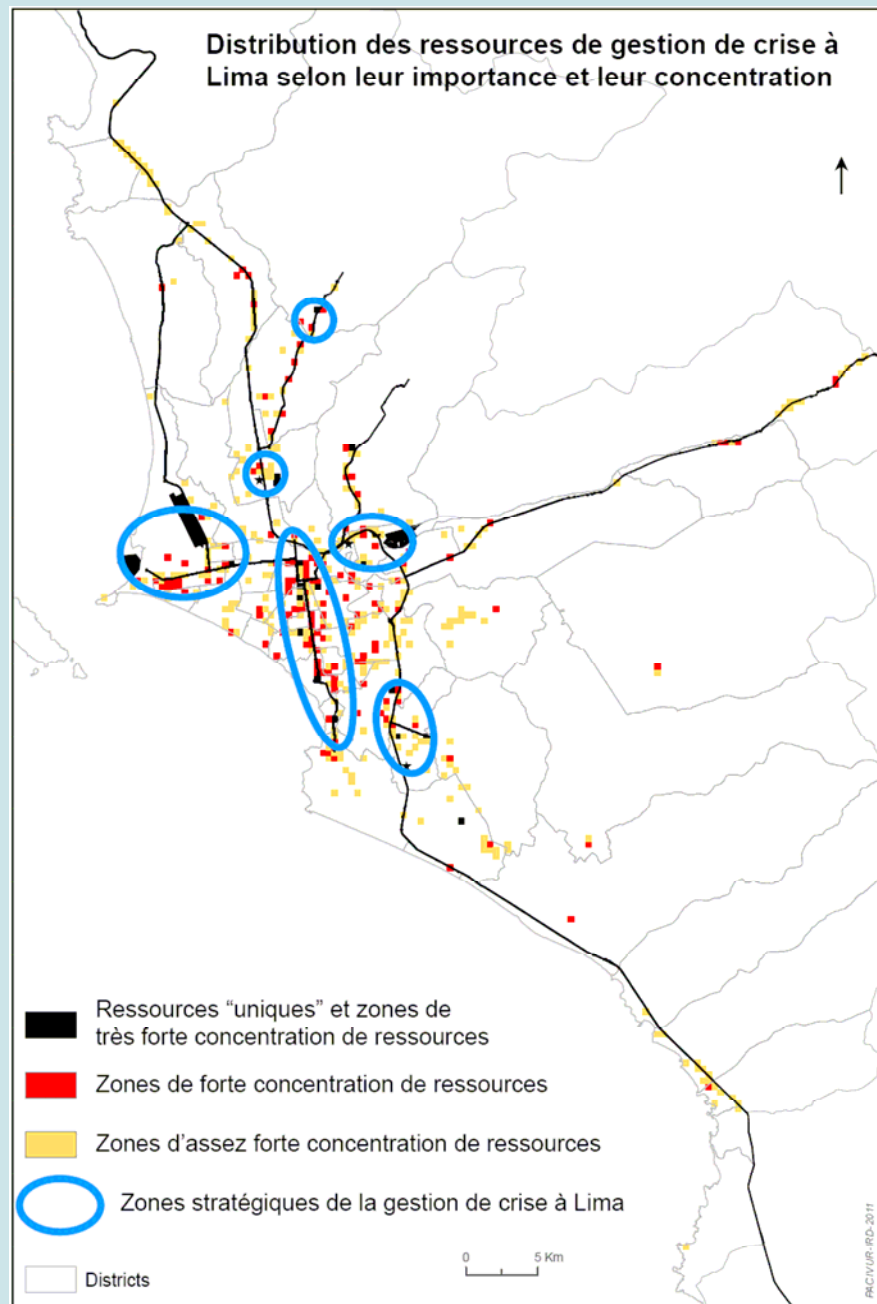 Distribution des ressources de gestion de crise à
Lima selon leur importance et leur concentration
Ressources “uniques” et zones de
très forte concentration de ressources
Zones de forte concentration de ressources
Zones d’assez forte concentration de ressources
Zones stratégiques de la gestion de crise à Lima
0 5 Km
Districts
PACIVUR-IRD-2011